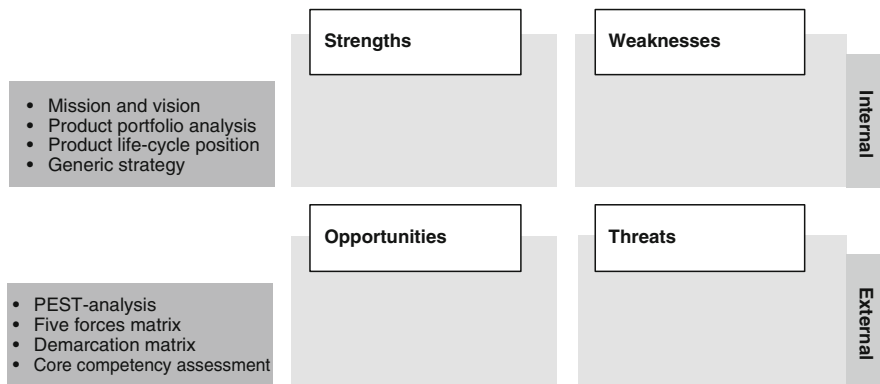 Strengths
Weaknesses
• Mission and vision
• Product portfolio analysis
• Product life-cycle position
• Generic strategy
Internal
Opportunities
Threats
• PEST-analysis
• Five forces matrix
• Demarcation matrix
• Core competency assessment
External